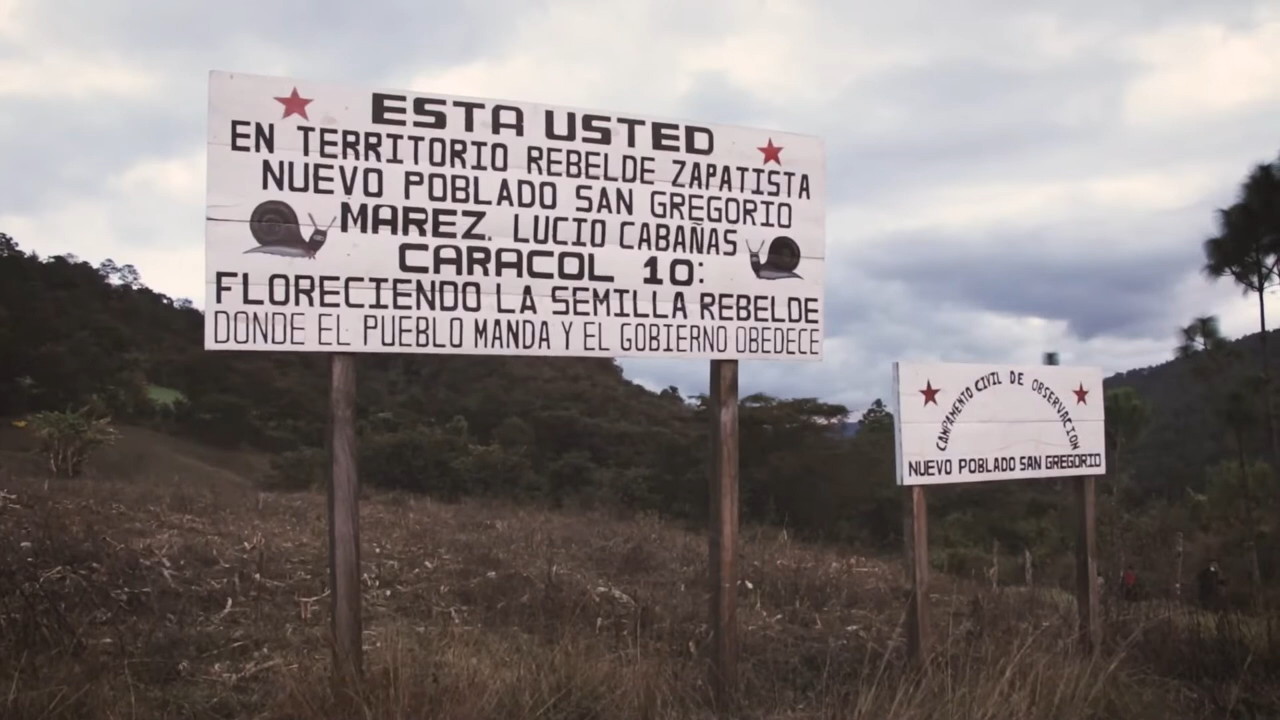 ESTA USTED
EN TERRITORIO REBELDE ZAPATISTA
NUEVO POBLADO SAN GREGORIO
MAREZ. LUCIO CABAÑAS
CARACOL 10:
FLORECIENDO LA SEMILLA REBELDE
DONDE EL PUEBLO MANDA Y EL GOBIERNO OBEDECE
CAMPAMENTO CIVIL DE OBSERVACION
NUEVO POBLADO SAN GREGORIO